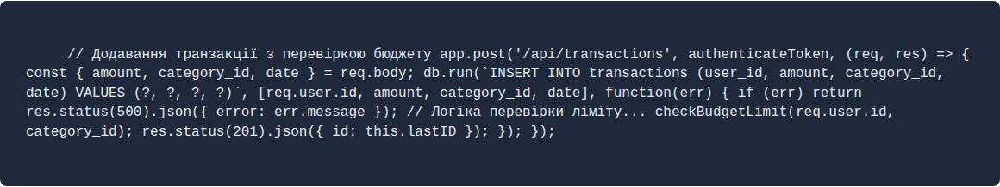 // Додавання транзакції з перевіркою бюджету app.post('/api/transactions', authenticateToken, (req, res) => {
const { amount, category_id, date } = req.body; db.run(`INSERT INTO transactions (user_id, amount, category_id,
date) VALUES (?, ?, ?, ?)`, [req.user.id, amount, category_id, date], function(err) { if (err) return
res.status(500).json({ error: err.message }); // Логіка перевірки ліміту... checkBudgetLimit(req.user.id,
category_id); res.status(201).json({ id: this.lastID }); }); });